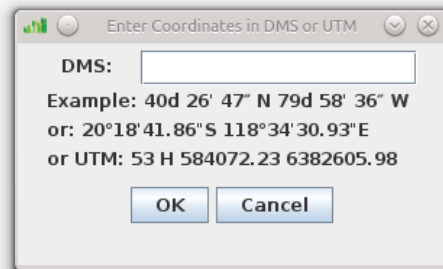 Enter Coordinates in DMS or UTM
DMS:
Example: 40d 26' 47″ N 79d 58' 36″ W
or: 20°18'41.86"S 118°34'30.93"E
or UTM: 53 H 584072.23 6382605.98
OK Cancel